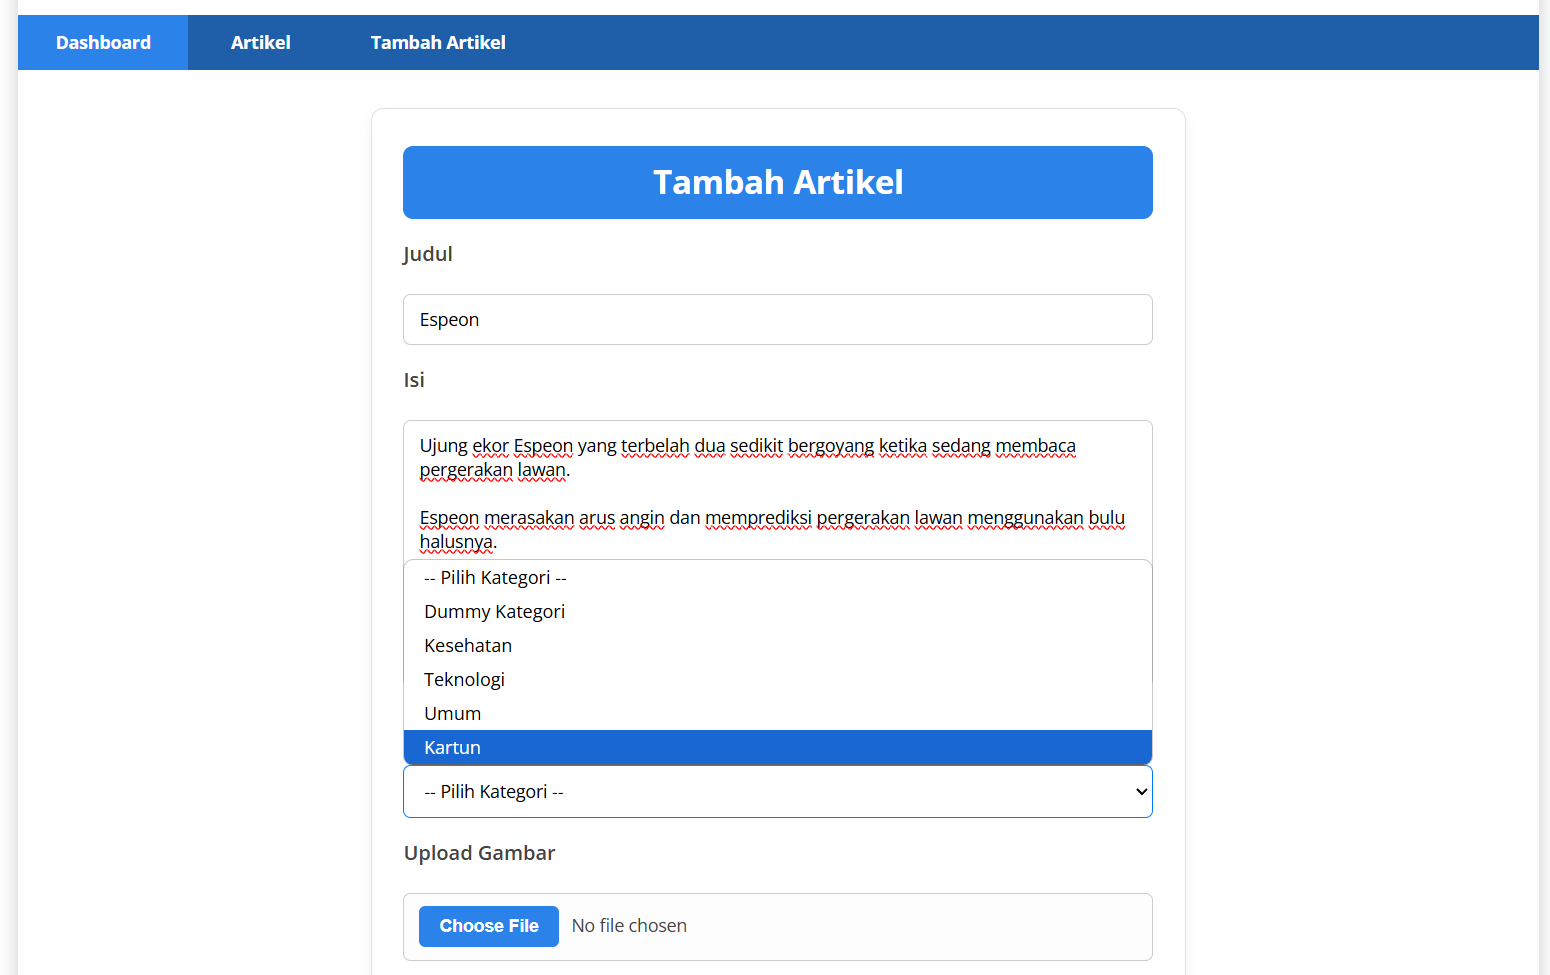 Dashboard Artikel Tambah Artikel
Tambah Artikel
Judul
Espeon
Isi
Ujung ekor Espeon yang terbelah dua sedikit bergoyang ketika sedang membaca
pergerakan lawan.
Espeon merasakan arus angin dan memprediksi pergerakan lawan menggunakan bulu
halusnya.
-- Pilih Kategori --
Dummy Kategori
Kesehatan
Teknologi
Umum
Kartun
-- Pilih Kategori --
Upload Gambar
Choose File No file chosen